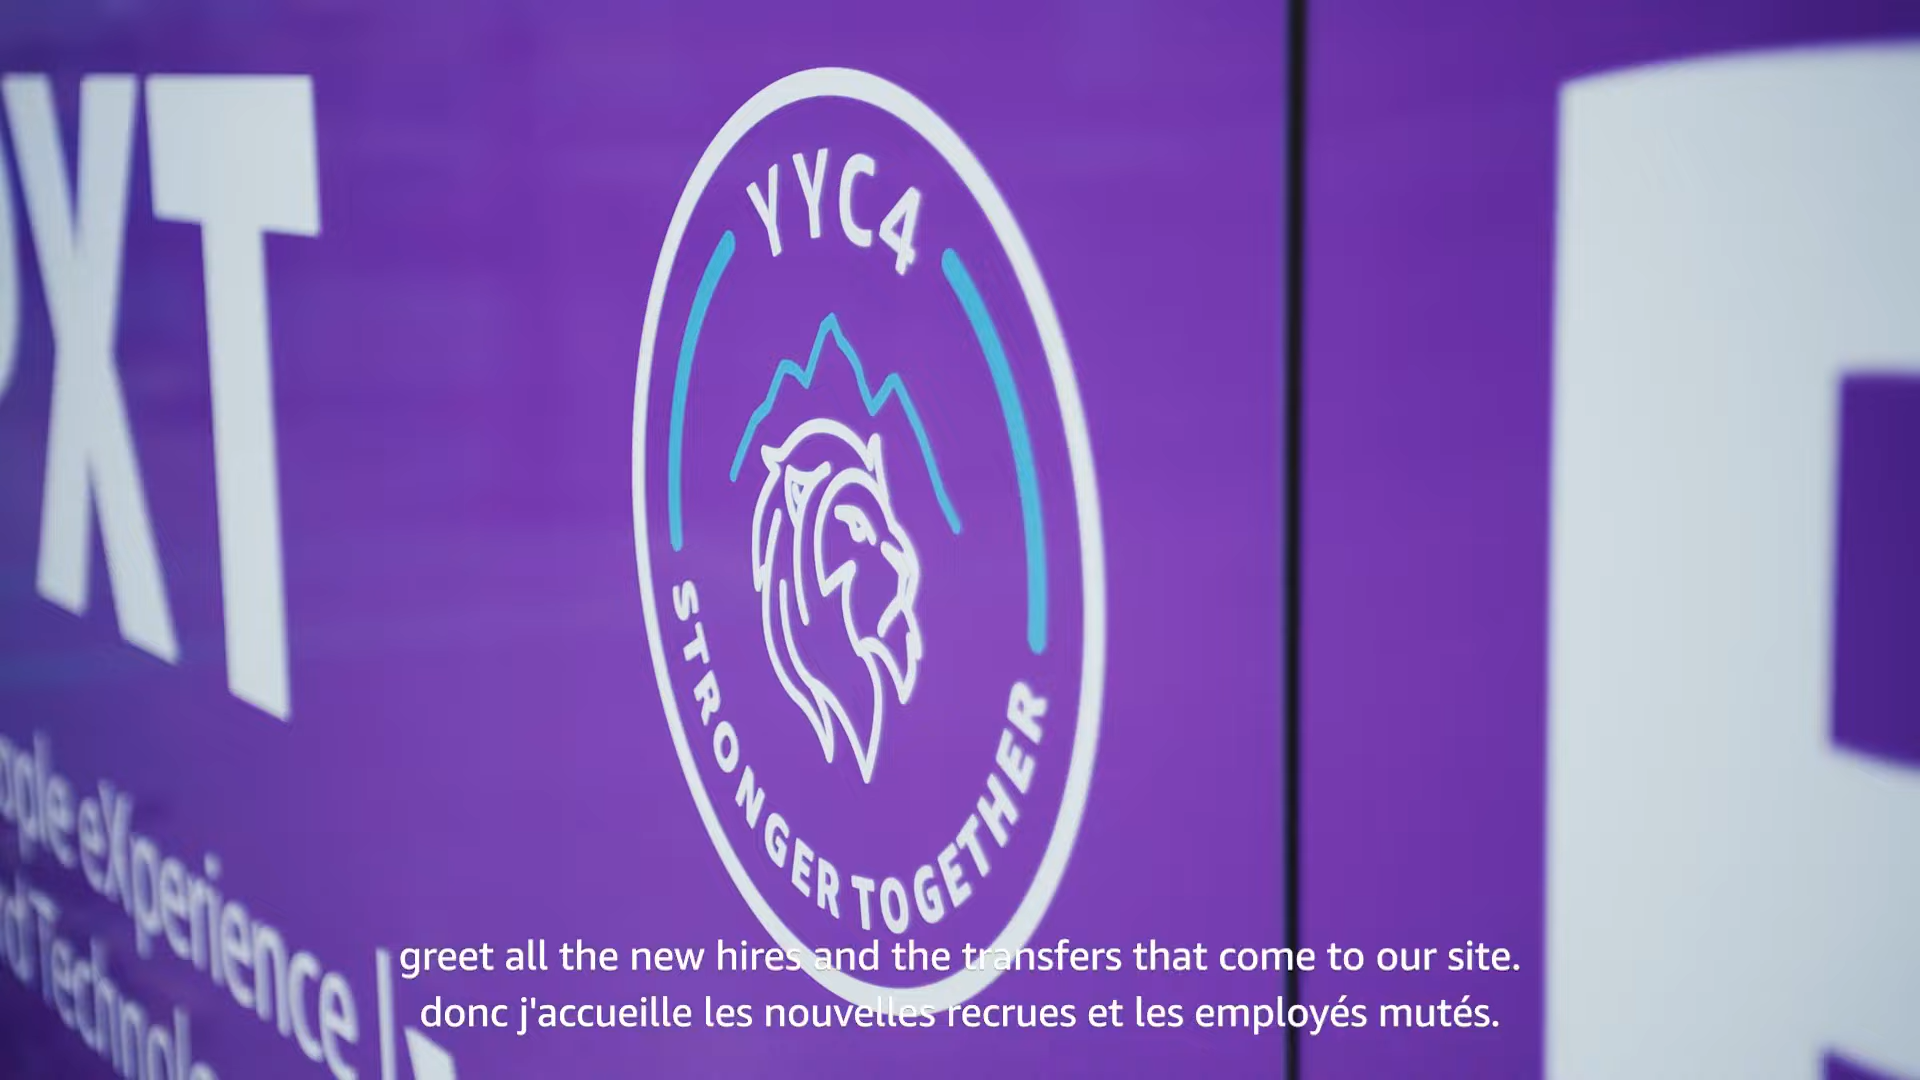 XT
YYC4
STRONGER TOGETHER
eXperience
greet all the new hires and the transfers that come to our site.
donc j'accueille les nouvelles recrues et les employés mutés.